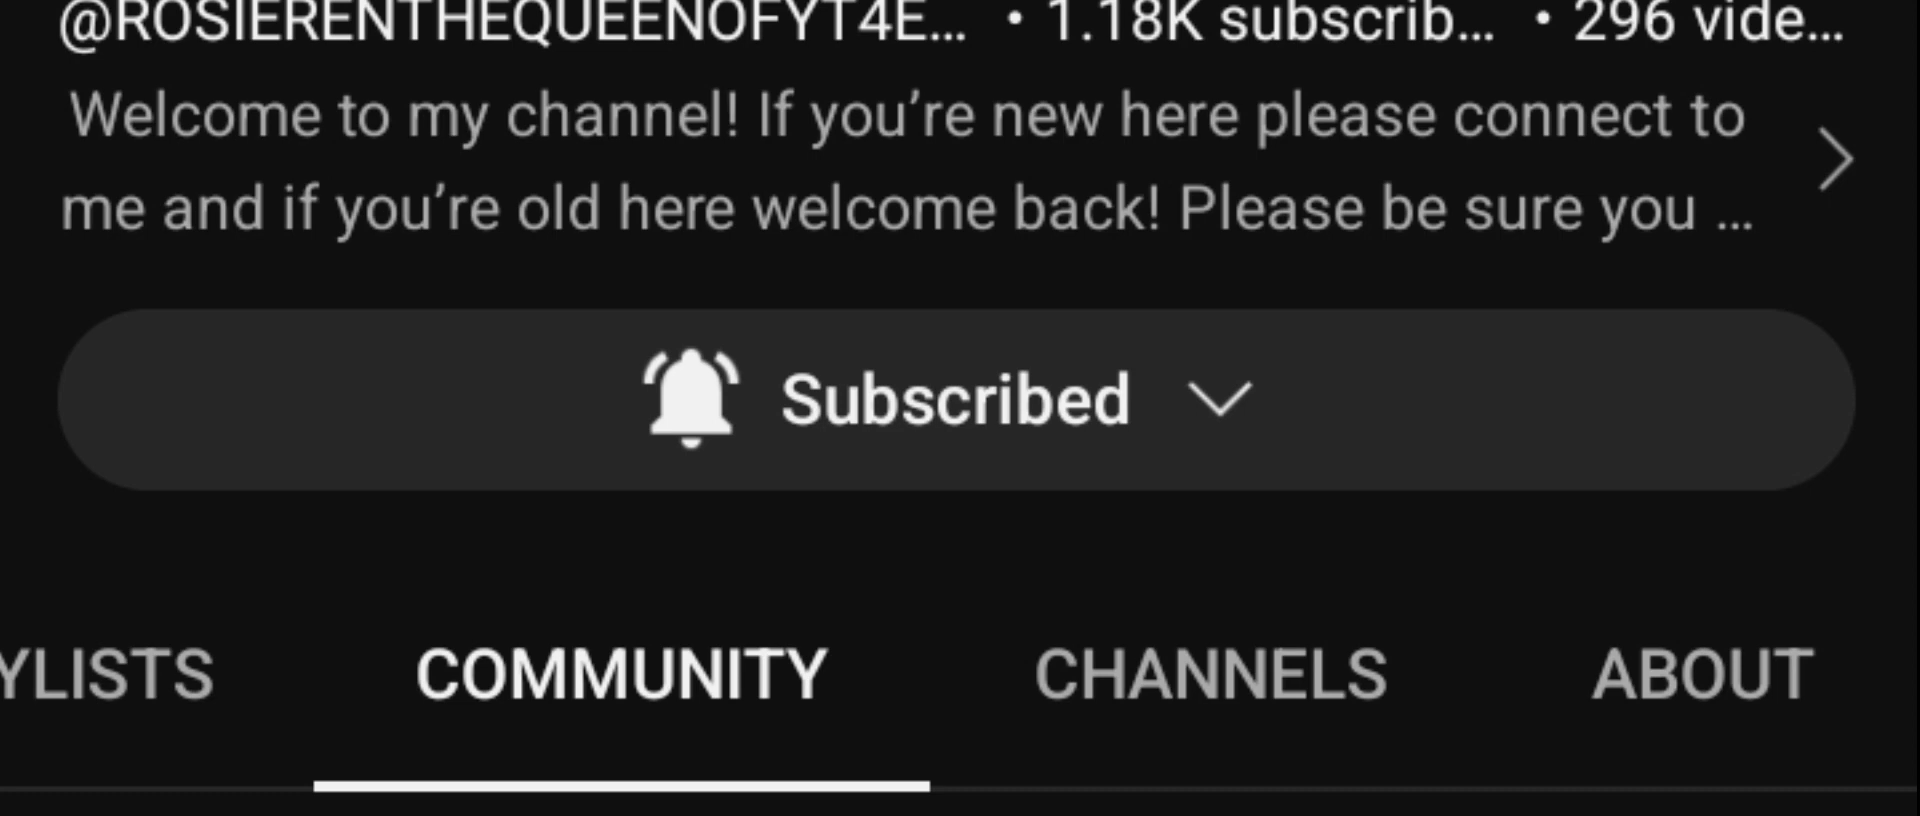 @ROSIERENTHEQUEENOFYT4E... • 1.18K subscrib... • 296 vide...
Welcome to my channel! If you’re new here please connect to
me and if you’re old here welcome back! Please be sure you ...
Subscribed
YLISTS COMMUNITY CHANNELS ABOUT